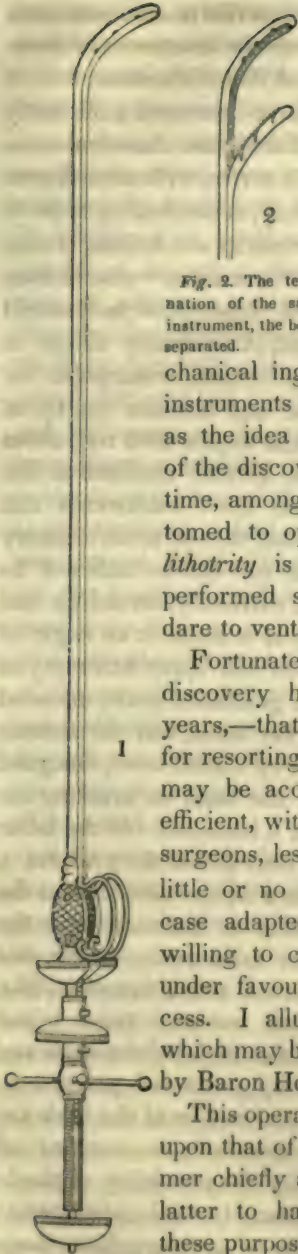 2
Fig. 2. The te
nation of the s
instrument, the b
separated.
chanical ing
instruments
as the idea
of the discov
time, among
tomed to o
lithotrity is
performed s
dare to vent
Fortunate
discovery h
years,—that
1
for resorting
may be acc
efficient, wit
surgeons, les
little or no
case adapte
willing to c
under favou
cess. I allu
which may b
by Baron He
This opera
upon that of
mer chiefly a
latter to ha
these purpos